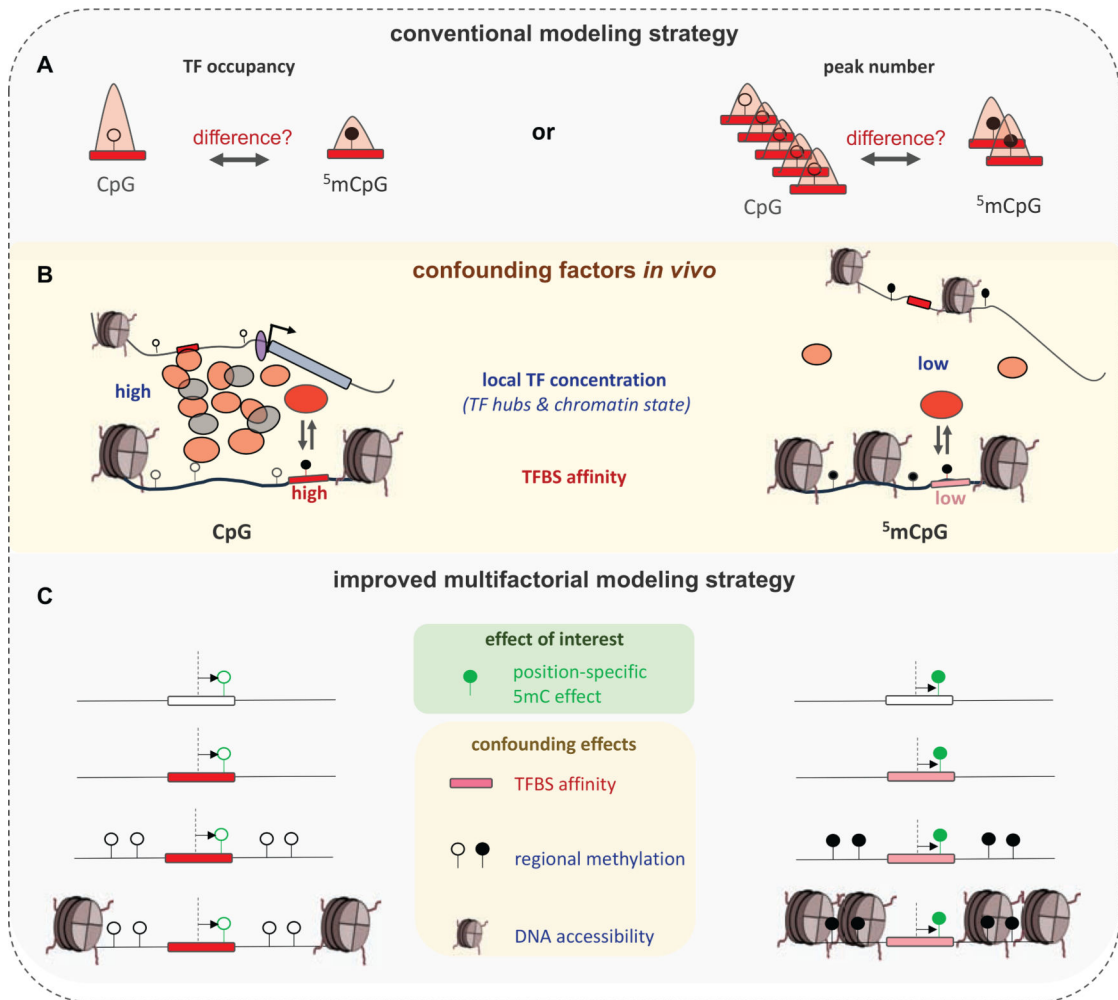 conventional modeling strategy
A
TF occupancy
peak number
difference?
or
difference?
CpG
⁵mCpG
CpG
⁵mCpG
B
confounding factors in vivo
high
local TF concentration
(TF hubs & chromatin state)
low
TFBS affinity
high
low
CpG
⁵mCpG
improved multifactorial modeling strategy
C
effect of interest
position-specific
5mC effect
confounding effects
TFBS affinity
regional methylation
DNA accessibility